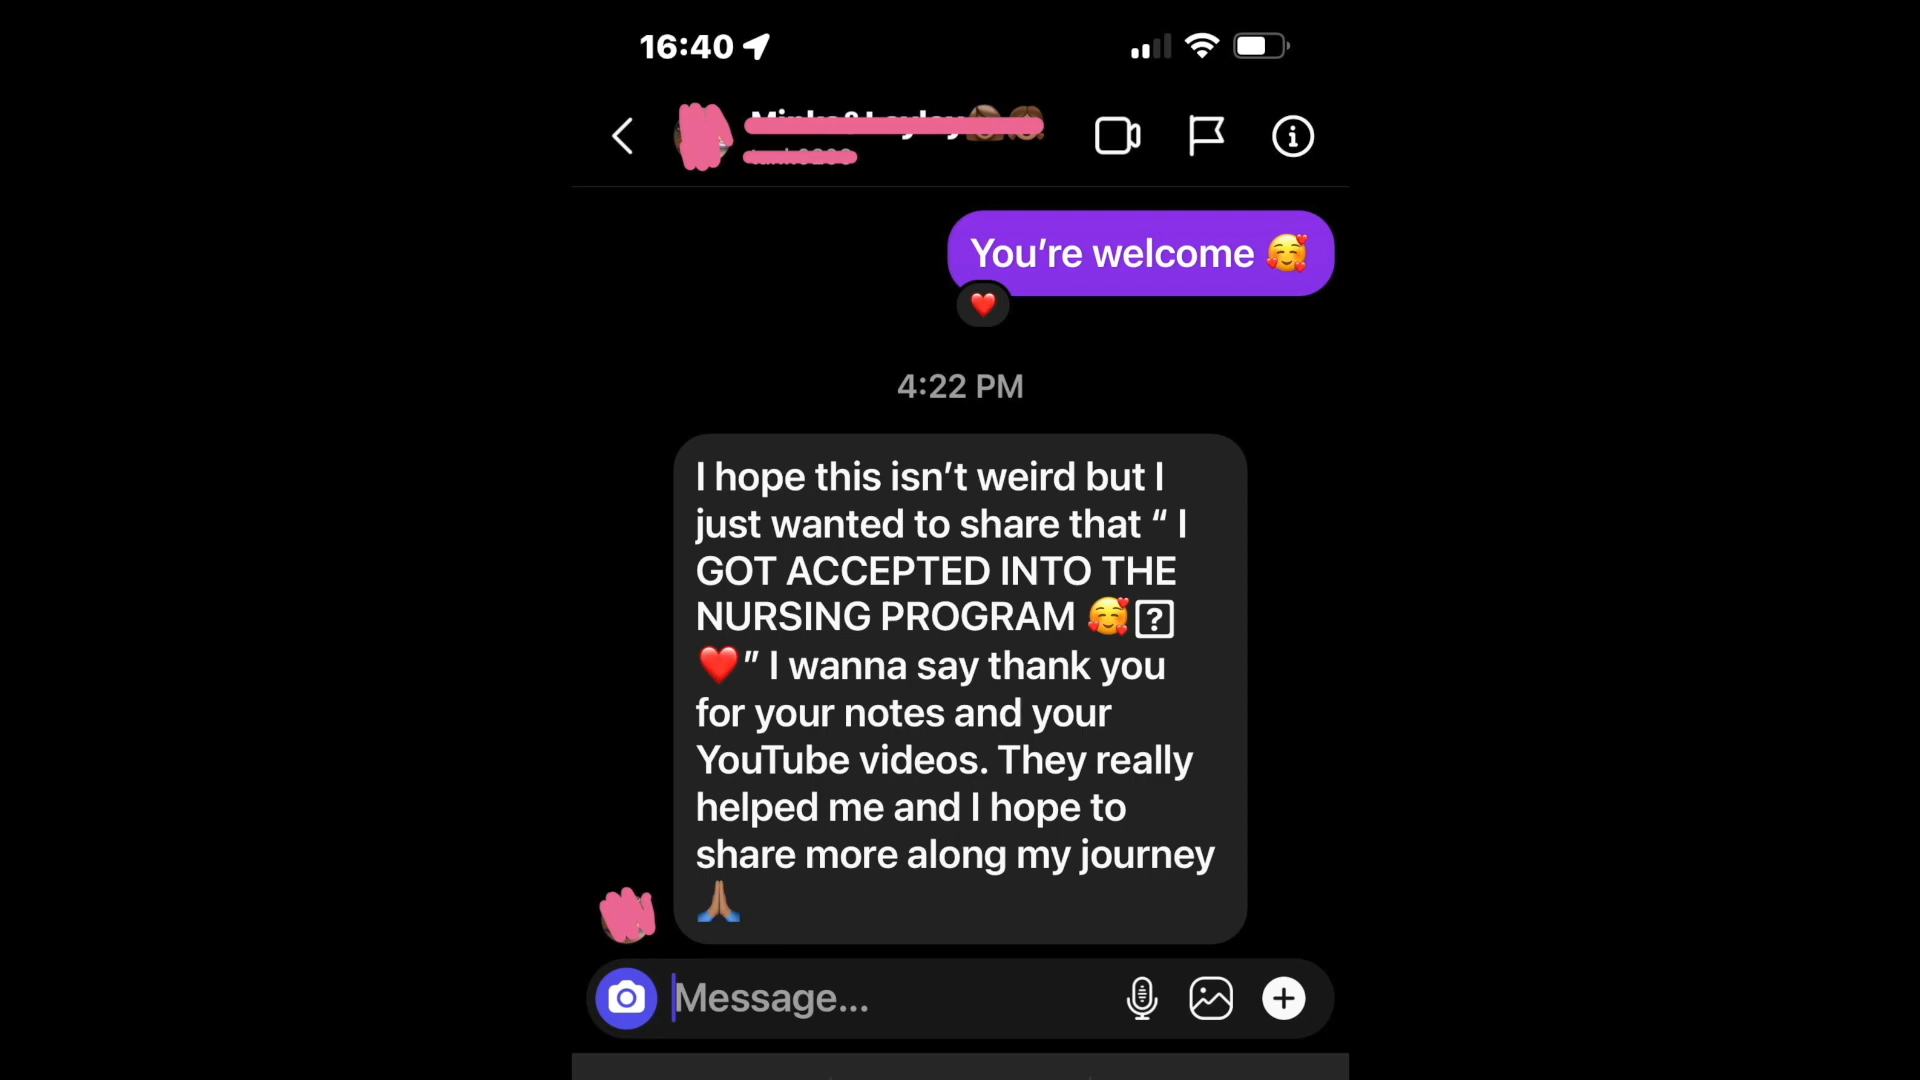 16:40
You’re welcome 🥰
❤️
4:22 PM
I hope this isn’t weird but I
just wanted to share that “ I
GOT ACCEPTED INTO THE
NURSING PROGRAM 🥰⍰
❤️” I wanna say thank you
for your notes and your
YouTube videos. They really
helped me and I hope to
share more along my journey
🙏🏽
Message...